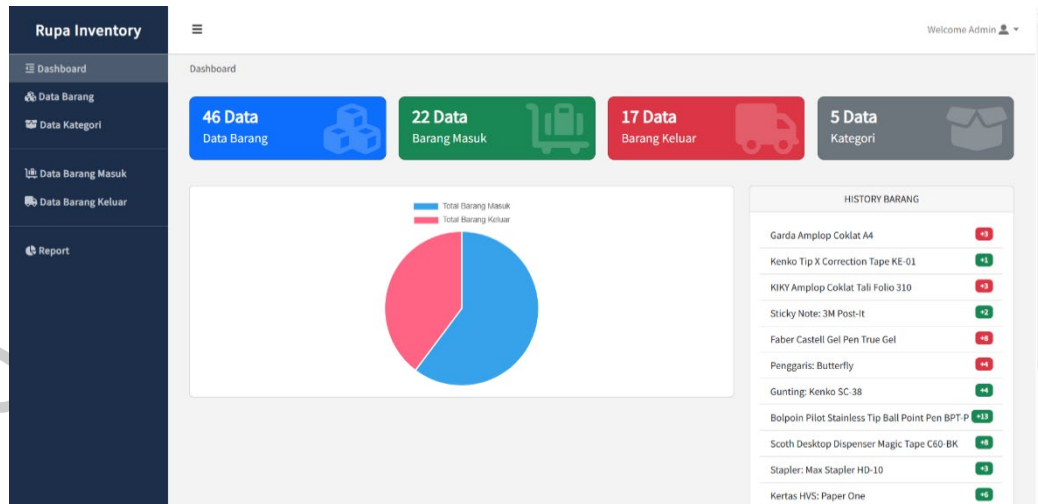 Rupa Inventory
Welcome Admin
Dashboard
Data Barang
Data Kategori
Data Barang Masuk
Data Barang Keluar
Report
Dashboard
46 Data
Data Barang
22 Data
Barang Masuk
17 Data
Barang Keluar
5 Data
Kategori
Total Barang Masuk
Total Barang Keluar
HISTORY BARANG
Garda Amplop Coklat A4 +3
Kenko Tip X Correction Tape KE-01 +1
KIKY Amplop Coklat Tali Folio 310 +3
Sticky Note: 3M Post-It +2
Faber Castell Gel Pen True Gel +8
Penggaris: Butterfly +4
Gunting: Kenko SC-38 +4
Bolpoin Pilot Stainless Tip Ball Point Pen BPT-P +13
Scoth Desktop Dispenser Magic Tape C60-BK +8
Stapler: Max Stapler HD-10 +3
Kertas HVS: Paper One +6